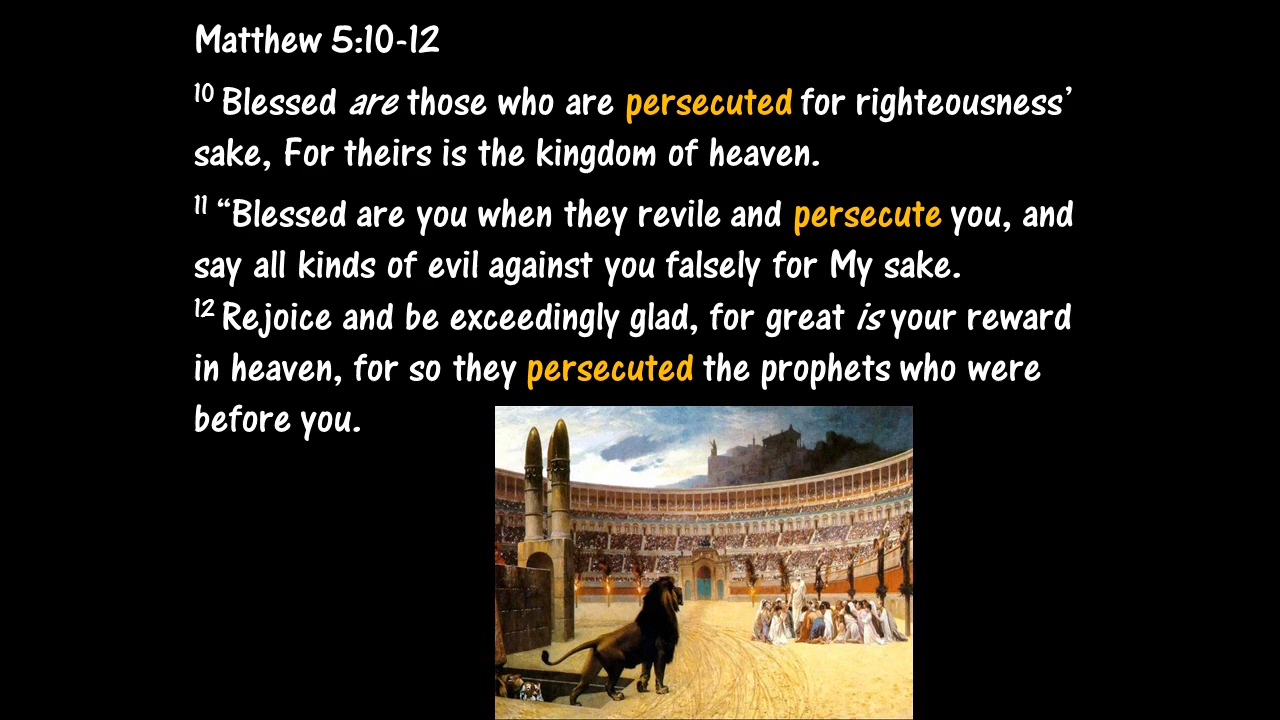 Matthew 5:10-12
10 Blessed are those who are persecuted for righteousness’
sake, For theirs is the kingdom of heaven.
11 “Blessed are you when they revile and persecute you, and
say all kinds of evil against you falsely for My sake.
12 Rejoice and be exceedingly glad, for great is your reward
in heaven, for so they persecuted the prophets who were
before you.